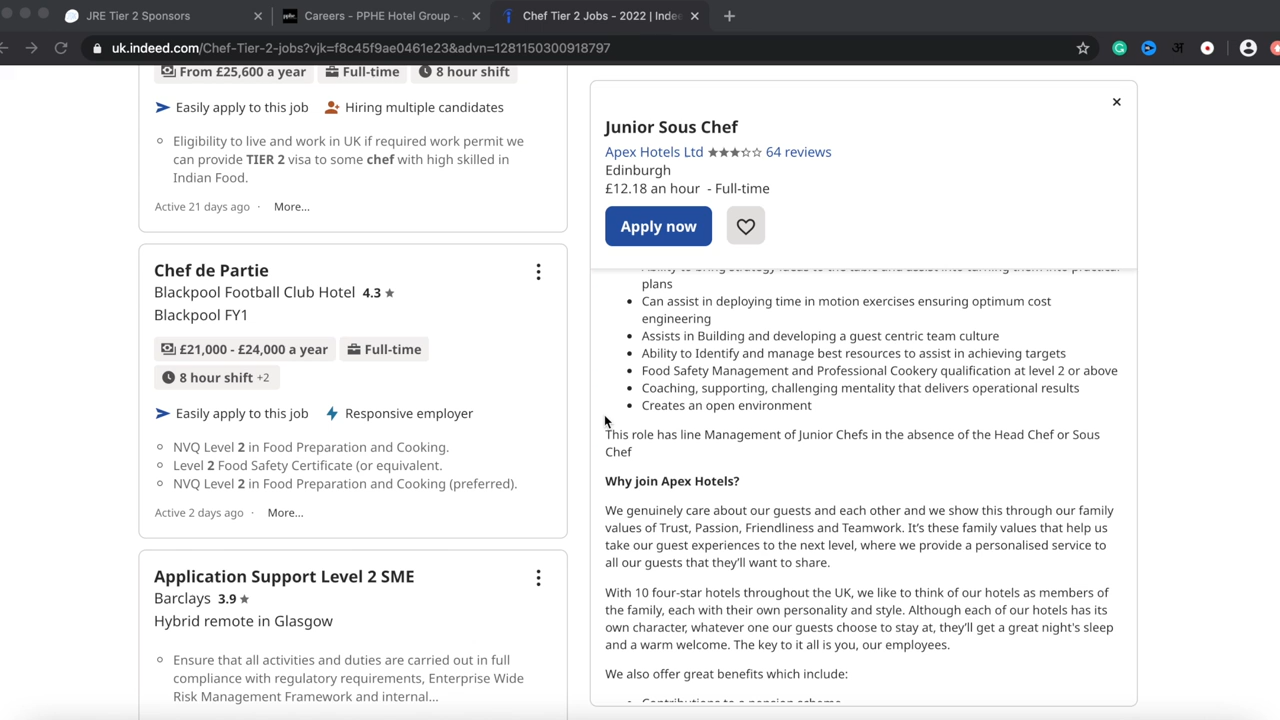 JRE Tier 2 Sponsors
Careers - PPHE Hotel Group -
Chef Tier 2 Jobs - 2022 | Inde
uk.indeed.com/Chef-Tier-2-jobs?vjk=f8c45f9ae0461e23&advn=1281150300918797
From £25,600 a year
Full-time
8 hour shift
Easily apply to this job
Hiring multiple candidates
Eligibility to live and work in UK if required work permit we
can provide TIER 2 visa to some chef with high skilled in
Indian Food.
Active 21 days ago · More...
Chef de Partie
Blackpool Football Club Hotel 4.3
Blackpool FY1
£21,000 - £24,000 a year
Full-time
8 hour shift +2
Easily apply to this job
Responsive employer
NVQ Level 2 in Food Preparation and Cooking.
Level 2 Food Safety Certificate (or equivalent.
NVQ Level 2 in Food Preparation and Cooking (preferred).
Active 2 days ago · More...
Application Support Level 2 SME
Barclays 3.9
Hybrid remote in Glasgow
Ensure that all activities and duties are carried out in full
compliance with regulatory requirements, Enterprise Wide
Risk Management Framework and internal...
Junior Sous Chef
Apex Hotels Ltd 64 reviews
Edinburgh
£12.18 an hour - Full-time
Apply now
Ability to bring strategy ideas to the table and assist into turning them into practical
plans
Can assist in deploying time in motion exercises ensuring optimum cost
engineering
Assists in Building and developing a guest centric team culture
Ability to Identify and manage best resources to assist in achieving targets
Food Safety Management and Professional Cookery qualification at level 2 or above
Coaching, supporting, challenging mentality that delivers operational results
Creates an open environment
This role has line Management of Junior Chefs in the absence of the Head Chef or Sous
Chef
Why join Apex Hotels?
We genuinely care about our guests and each other and we show this through our family
values of Trust, Passion, Friendliness and Teamwork. It's these family values that help us
take our guest experiences to the next level, where we provide a personalised service to
all our guests that they'll want to share.
With 10 four-star hotels throughout the UK, we like to think of our hotels as members of
the family, each with their own personality and style. Although each of our hotels has its
own character, whatever one our guests choose to stay at, they'll get a great night's sleep
and a warm welcome. The key to it all is you, our employees.
We also offer great benefits which include:
Contributions to a pension scheme